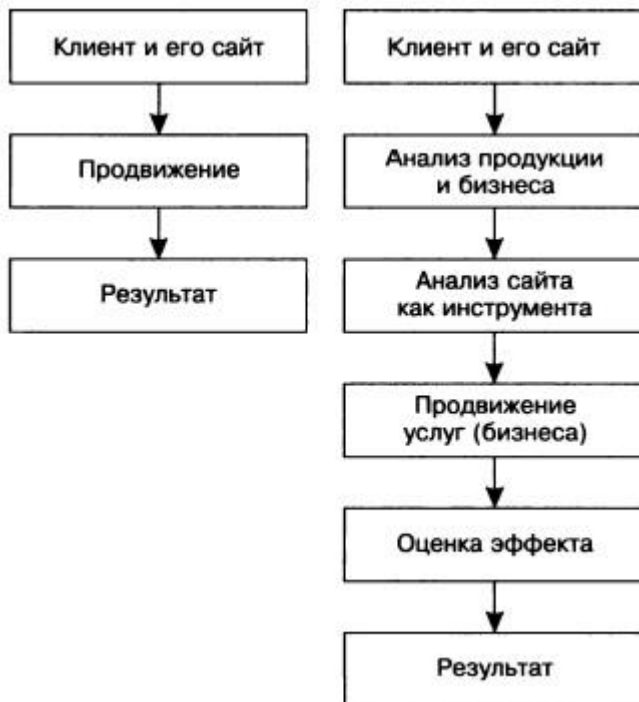 Клиент и его сайт
Продвижение
Результат
Клиент и его сайт
Анализ продукции
и бизнеса
Анализ сайта
как инструмента
Продвижение
услуг (бизнеса)
Оценка эффекта
Результат